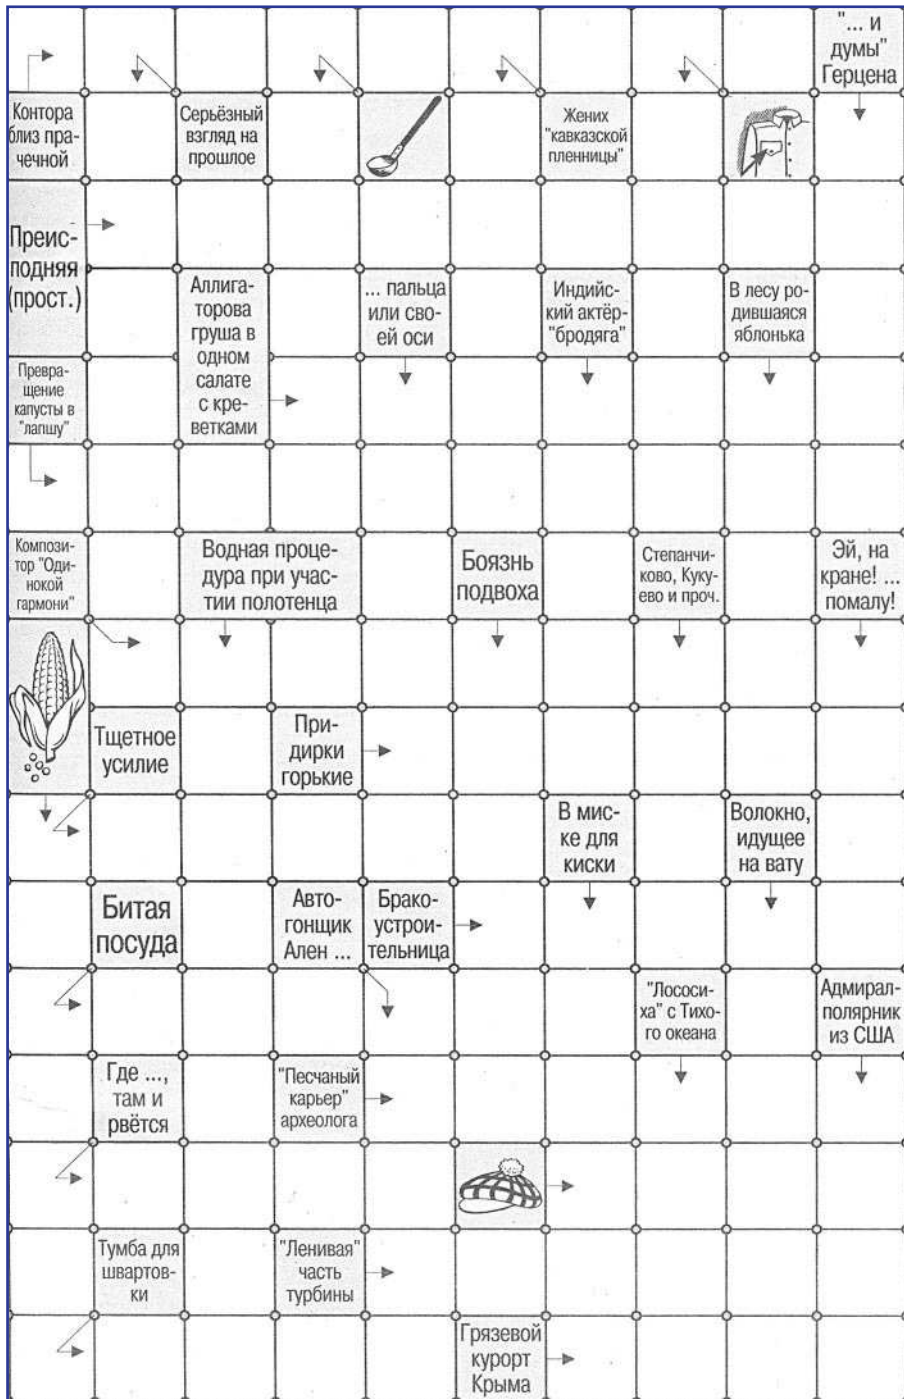 "... и
думы"
Герцена
Контора
близ пра-
чечной
Серьёзный
взгляд на
прошлое
Жених
"кавказской
пленницы"
Преис-
подняя
(прост.)
Аллига-
торова
груша в
одном
салате
с кре-
ветками
... пальца
или сво-
ей оси
Индийс-
кий актёр-
"бродяга"
В лесу ро-
дившаяся
яблонька
Превра-
щение
капусты в
"лапшу"
Компози-
тор "Оди-
нокой
гармони"
Водная проце-
дура при учас-
тии полотенца
Боязнь
подвоха
Степанчи-
ково, Куку-
ево и проч.
Эй, на
кране! ...
помалу!
Тщетное
усилие
При-
дирки
горькие
В мис-
ке для
киски
Волокно,
идущее
на вату
Битая
посуда
Авто-
гонщик
Ален ...
Брако-
устрои-
тельница
"Лососи-
ха" с Тихо-
го океана
Адмирал-
полярник
из США
Где ...,
там и
рвётся
"Песчаный
карьер"
археолога
Тумба для
швартов-
ки
"Ленивая"
часть
турбины
Грязевой
курорт
Крыма